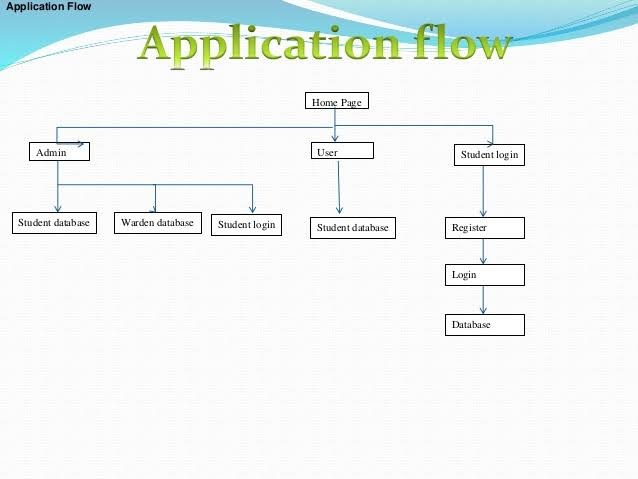 Application Flow
Application flow
Home Page
Admin
User
Student login
Student database
Warden database
Student login
Student database
Register
Login
Database